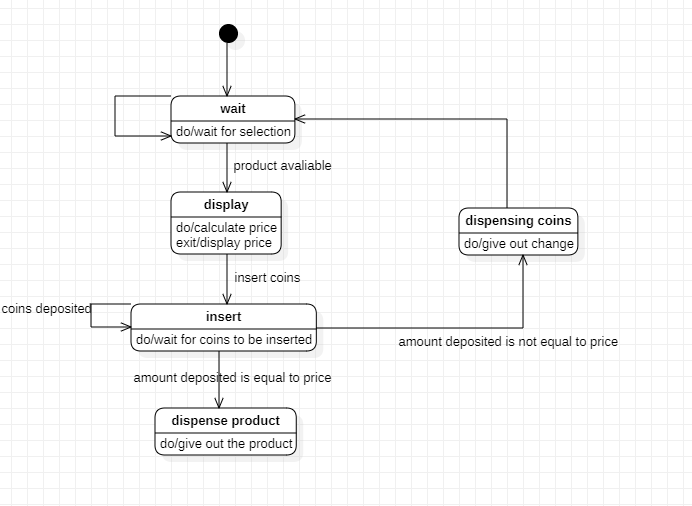 wait
do/wait for selection
product avaliable
display
do/calculate price
exit/display price
dispensing coins
do/give out change
insert coins
coins deposited
insert
do/wait for coins to be inserted
amount deposited is not equal to price
amount deposited is equal to price
dispense product
do/give out the product